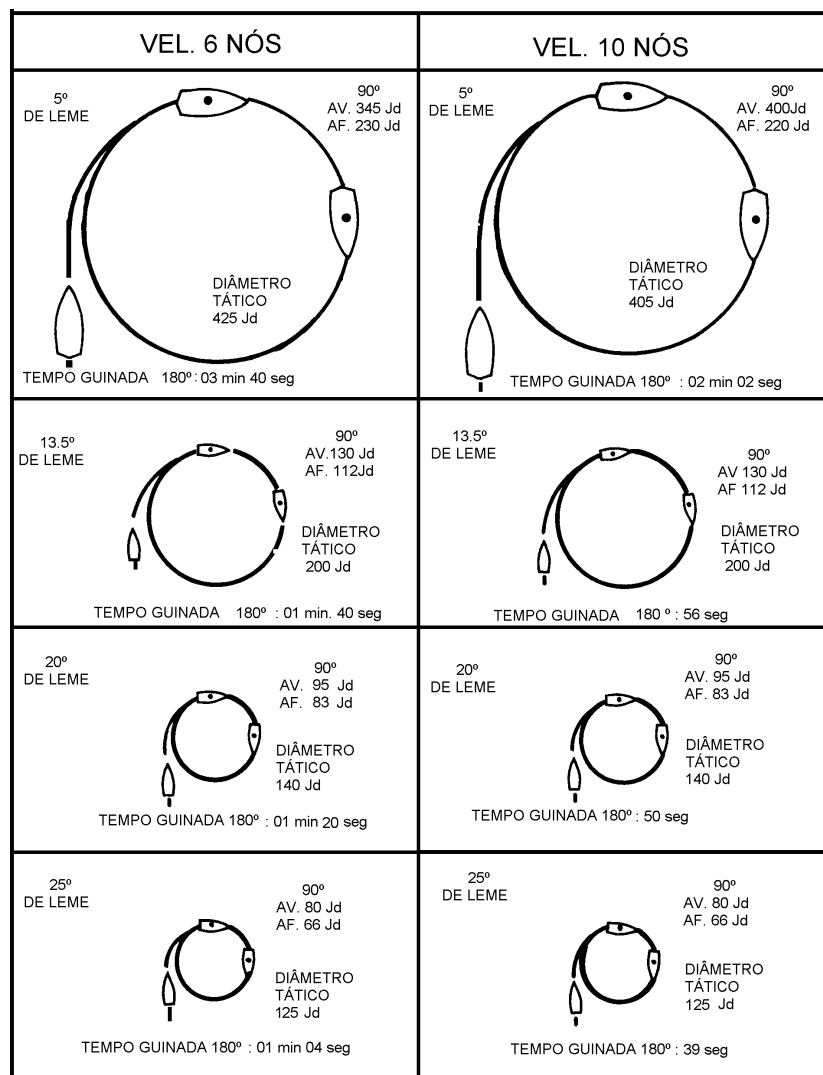 VEL. 6 NÓS
VEL. 10 NÓS
5º
DE LEME
90º
AV. 345 Jd
AF. 230 Jd
DIÂMETRO
TÁTICO
425 Jd
TEMPO GUINADA 180º : 03 min 40 seg
5º
DE LEME
90º
AV. 400Jd
AF. 220 Jd
DIÂMETRO
TÁTICO
405 Jd
TEMPO GUINADA 180º : 02 min 02 seg
13.5º
DE LEME
90º
AV.130 Jd
AF. 112Jd
DIÂMETRO
TÁTICO
200 Jd
TEMPO GUINADA 180º : 01 min. 40 seg
13.5º
DE LEME
90º
AV 130 Jd
AF 112 Jd
DIÂMETRO
TÁTICO
200 Jd
TEMPO GUINADA 180 º : 56 seg
20º
DE LEME
90º
AV. 95 Jd
AF. 83 Jd
DIÂMETRO
TÁTICO
140 Jd
TEMPO GUINADA 180º : 01 min 20 seg
20º
DE LEME
90º
AV. 95 Jd
AF. 83 Jd
DIÂMETRO
TÁTICO
140 Jd
TEMPO GUINADA 180º : 50 seg
25º
DE LEME
90º
AV. 80 Jd
AF. 66 Jd
DIÂMETRO
TÁTICO
125 Jd
TEMPO GUINADA 180º : 01 min 04 seg
25º
DE LEME
90º
AV. 80 Jd
AF. 66 Jd
DIÂMETRO
TÁTICO
125 Jd
TEMPO GUINADA 180º : 39 seg